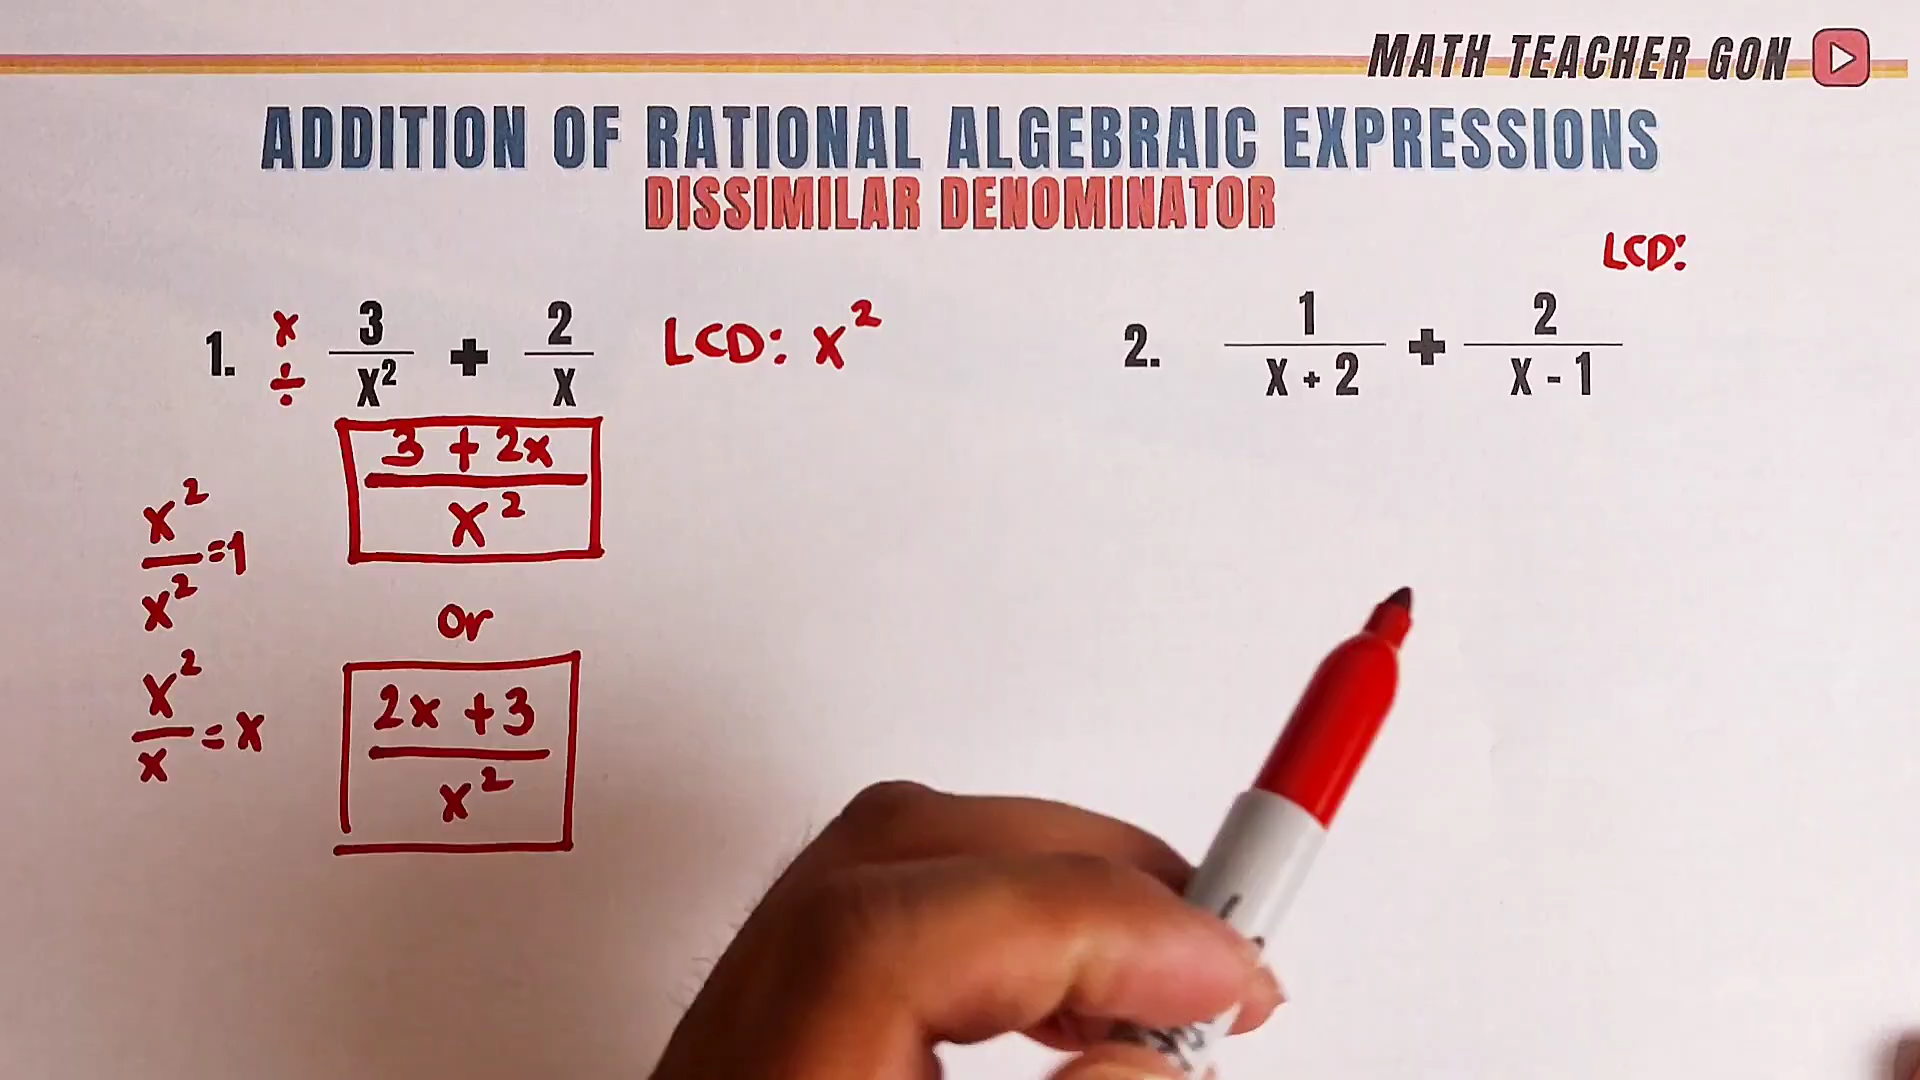 MATH TEACHER GON
ADDITION OF RATIONAL ALGEBRAIC EXPRESSIONS
DISSIMILAR DENOMINATOR
1. x ÷ 3/x² + 2/x LCD: x²
3 + 2x
x²
or
2x + 3
x²
x²/x² = 1
x²/x = x
LCD:
2. 1/x + 2 + 2/x - 1